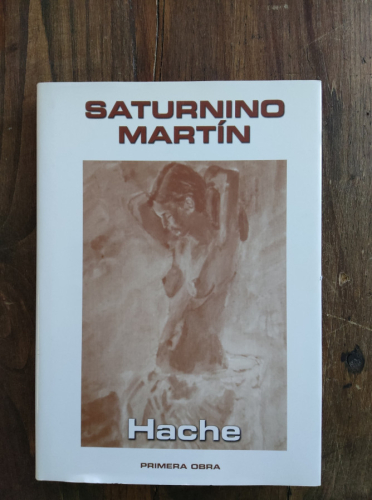 SATURNINO
MARTÍN
Hache
PRIMERA OBRA